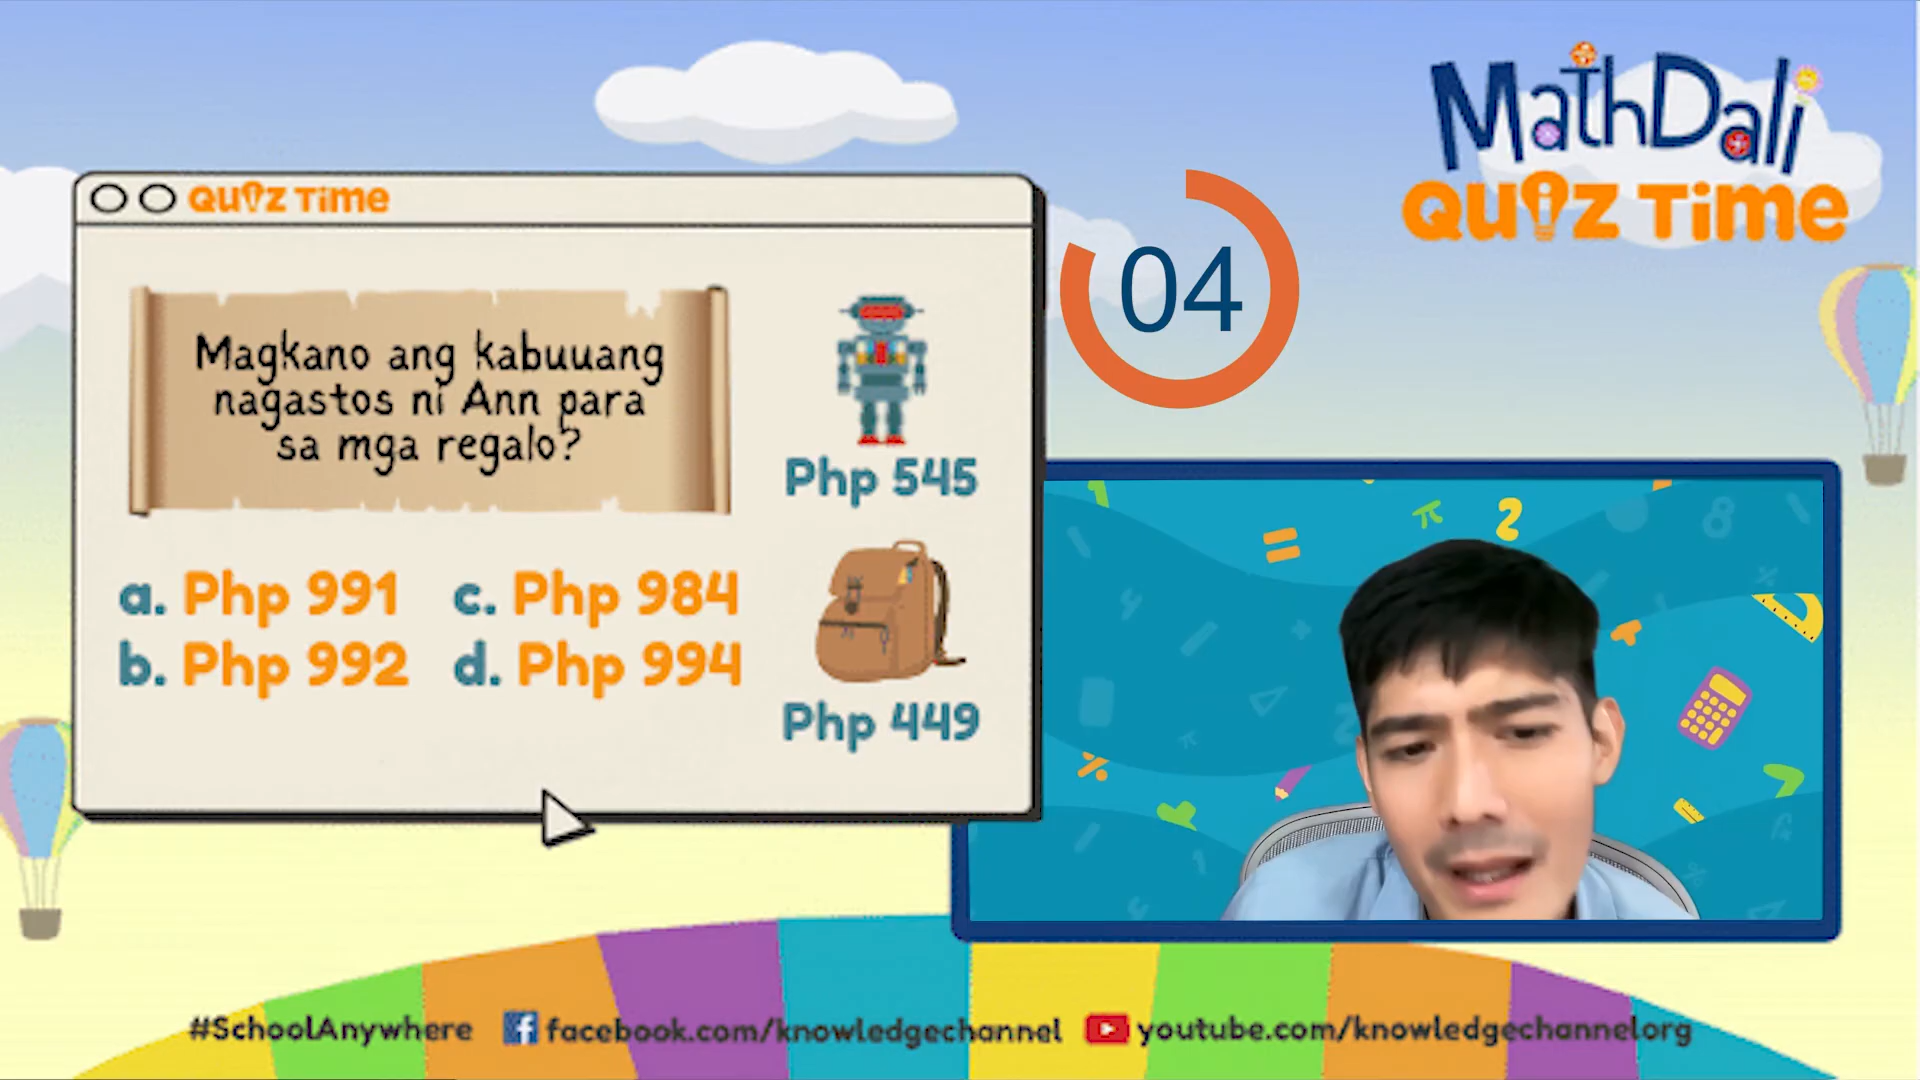 MathDali
QUIZ TIME
QUIZ TIME
04
Magkano ang kabuuang
nagastos ni Ann para
sa mga regalo?
Php 545
a. Php 991
c. Php 984
b. Php 992
d. Php 994
Php 449
#SchoolAnywhere
facebook.com/knowledgechannel
youtube.com/knowledgechannelorg